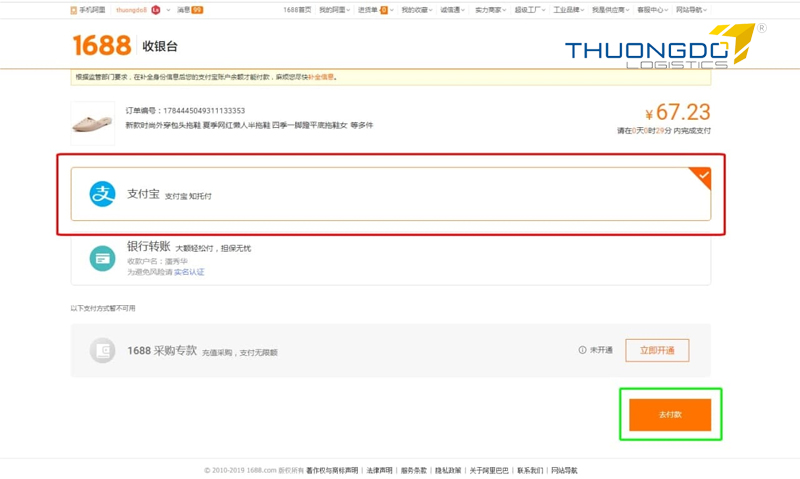 手机阿里 thuongdo8 L6 消息 99 1688首页 我的阿里 进货单 0 我的收藏 诚信通 实力商家 超级工厂 工业品牌 我是供应商 客服中心 网站导航
1688 收银台
THUONGDO ®
LOGISTICS
根据监管部门要求，在补全身份信息后您的支付宝账户余额才能付款，麻烦您尽快补全信息。
订单编号：1784445049311133353
新款时尚外穿包头拖鞋 夏季网红懒人半拖鞋 四季一脚蹬平底拖鞋女 等多件
¥ 67.23
请在0天0时29分 内完成支付
支付宝 支付宝 知托付
银行转账 大额轻松付，担保无忧
收款户名：潘秀华
为避免风险请 实名认证
以下支付方式暂不可用
1688 采购专款 充值采购，支付无限额
未开通 立即开通
去付款
© 2010-2019 1688.com 版权所有 著作权与商标声明 | 法律声明 | 服务条款 | 隐私政策 | 关于阿里巴巴 | 联系我们 | 网站导航